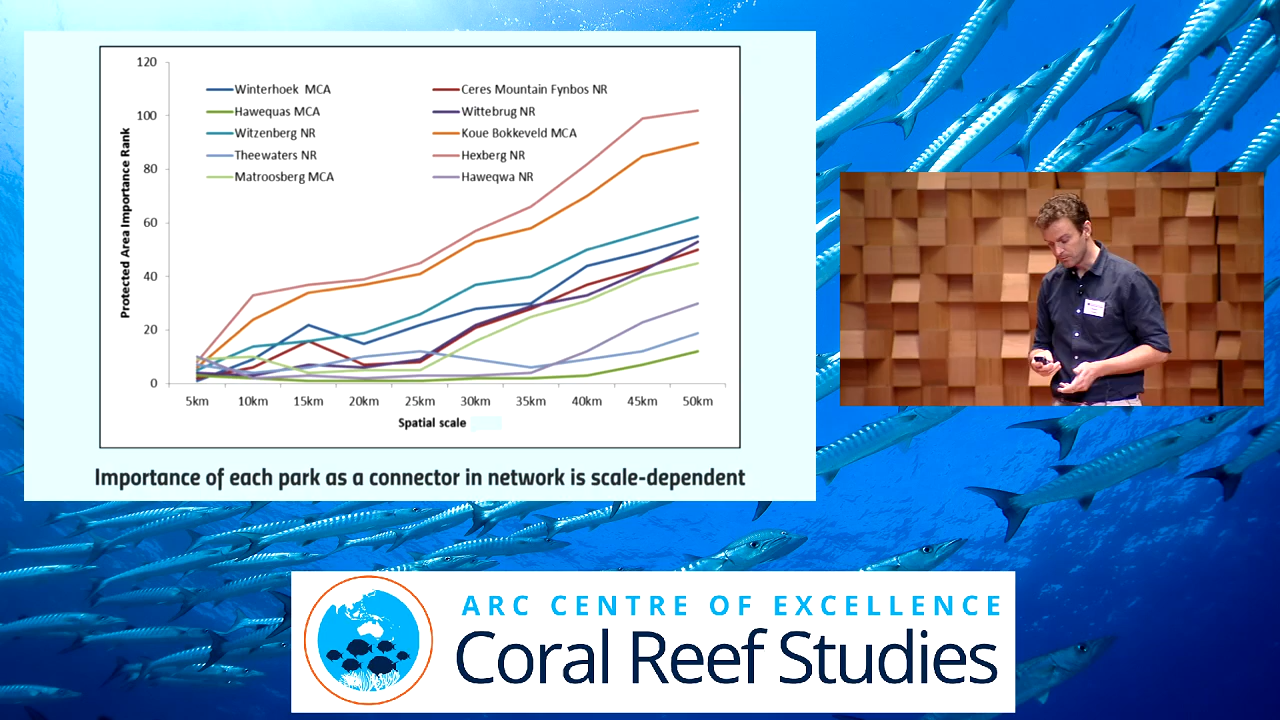 120
100
80
60
40
20
0
Protected Area Importance Rank
Winterhoek MCA
Hawequas MCA
Witzenberg NR
Theewaters NR
Matroosberg MCA
Ceres Mountain Fynbos NR
Wittebrug NR
Koue Bokkeveld MCA
Hexberg NR
Haweqwa NR
5km 10km 15km 20km 25km 30km 35km 40km 45km 50km
Spatial scale
Importance of each park as a connector in network is scale-dependent
ARC CENTRE OF EXCELLENCE
Coral Reef Studies